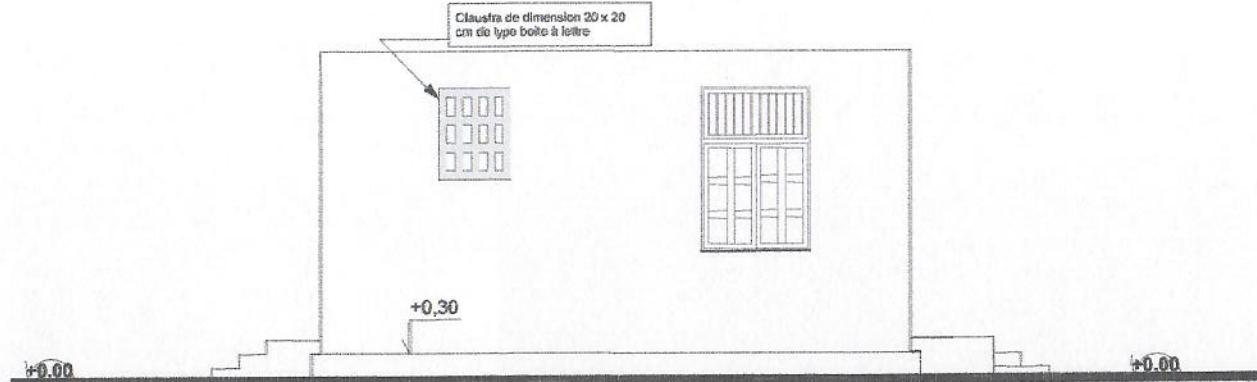 Claustra de dimension 20 x 20
cm de type boite à lettre
+0,30
+0.00
+0.00